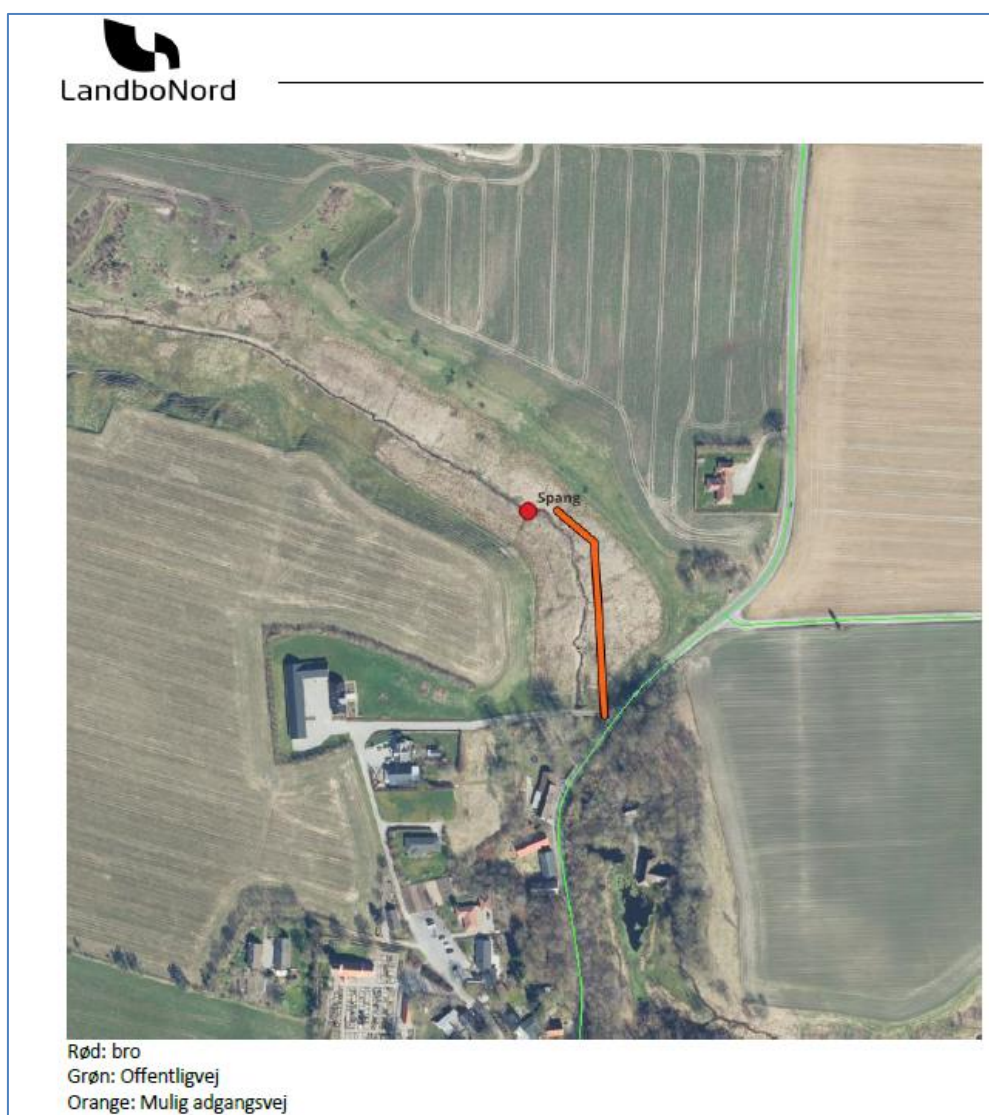 LandboNord
Spang
Rød: bro
Grøn: Offentligvej
Orange: Mulig adgangsvej